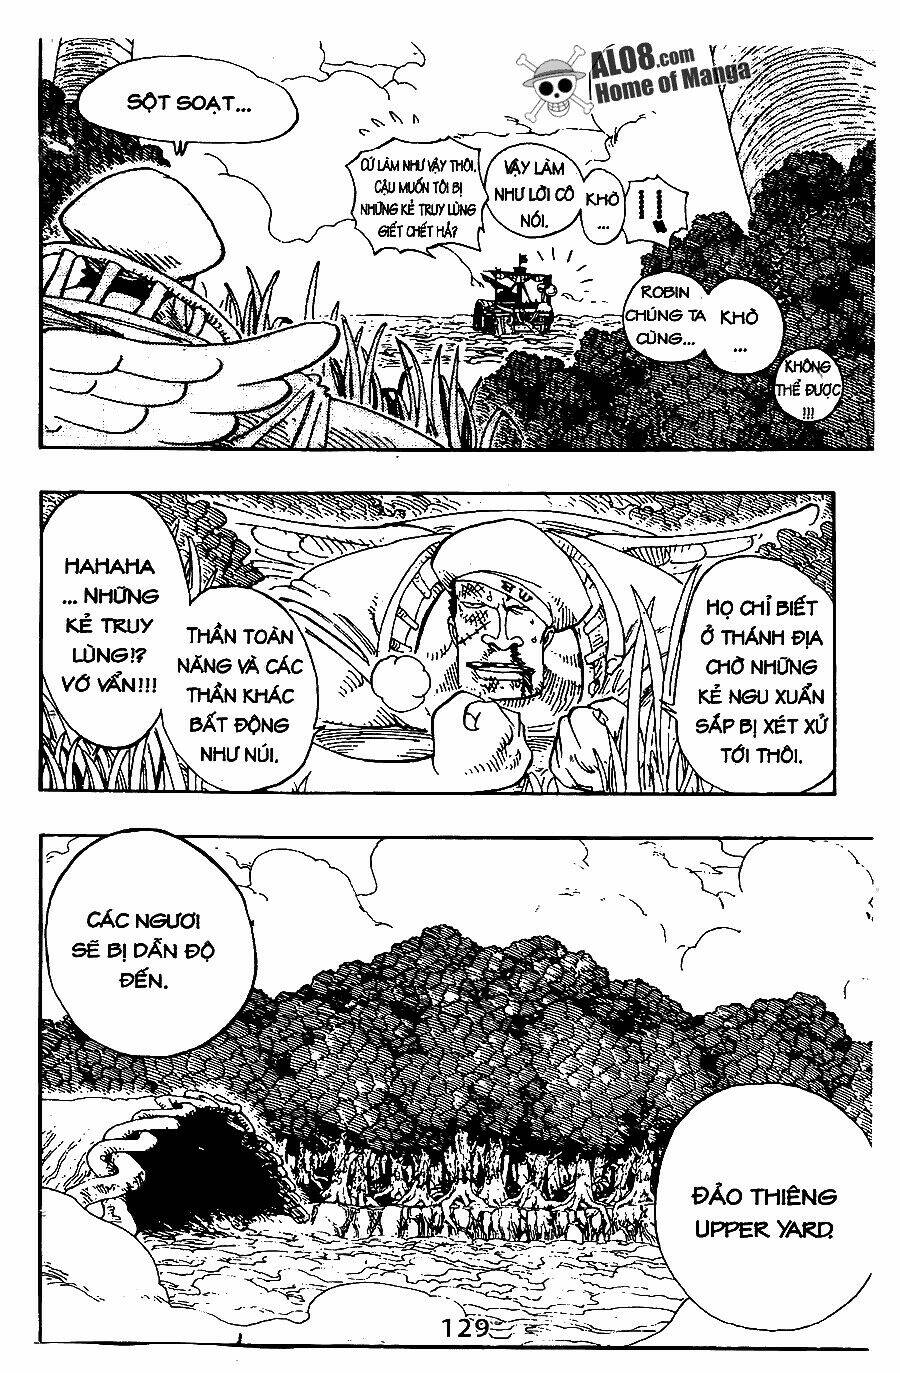 AL08.com
Home of Manga
SỘT SOẠT...
CỨ LÀM NHƯ VẬY THÔI.
CẬU MUỐN TÔI BỊ
NHỮNG KẺ TRUY LÙNG
GIẾT CHẾT HẢ?
VẬY LÀM
NHƯ LỜI CÔ
NÓI.
KHÒ
...
!!
ROBIN
CHÚNG TA
CŨNG...
KHÒ
...
KHÔNG
THỂ ĐƯỢC
!!!
HAHAHA
... NHỮNG
KẺ TRUY
LÙNG!?
VỚ VẨN!!!
THẦN TOÀN
NĂNG VÀ CÁC
THẦN KHÁC
BẤT ĐỘNG
NHƯ NÚI.
HỌ CHỈ BIẾT
Ở THÁNH ĐỊA
CHỜ NHỮNG
KẺ NGU XUẨN
SẮP BỊ XÉT XỬ
TỚI THÔI.
CÁC NGƯƠI
SẼ BỊ DẪN ĐỘ
ĐẾN.
ĐẢO THIÊNG
UPPER YARD.
129